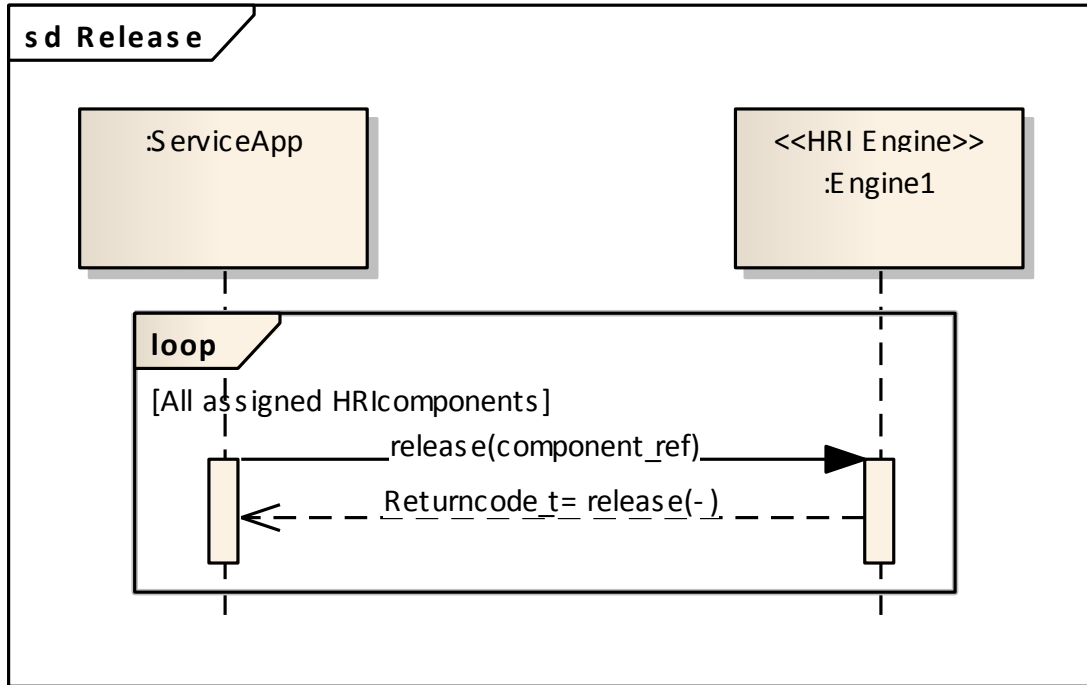 sd Release
:ServiceApp
<<HRI Engine>>
:Engine1
loop
[All assigned HRIcomponents]
release(component_ref)
Returncode_t= release(-)